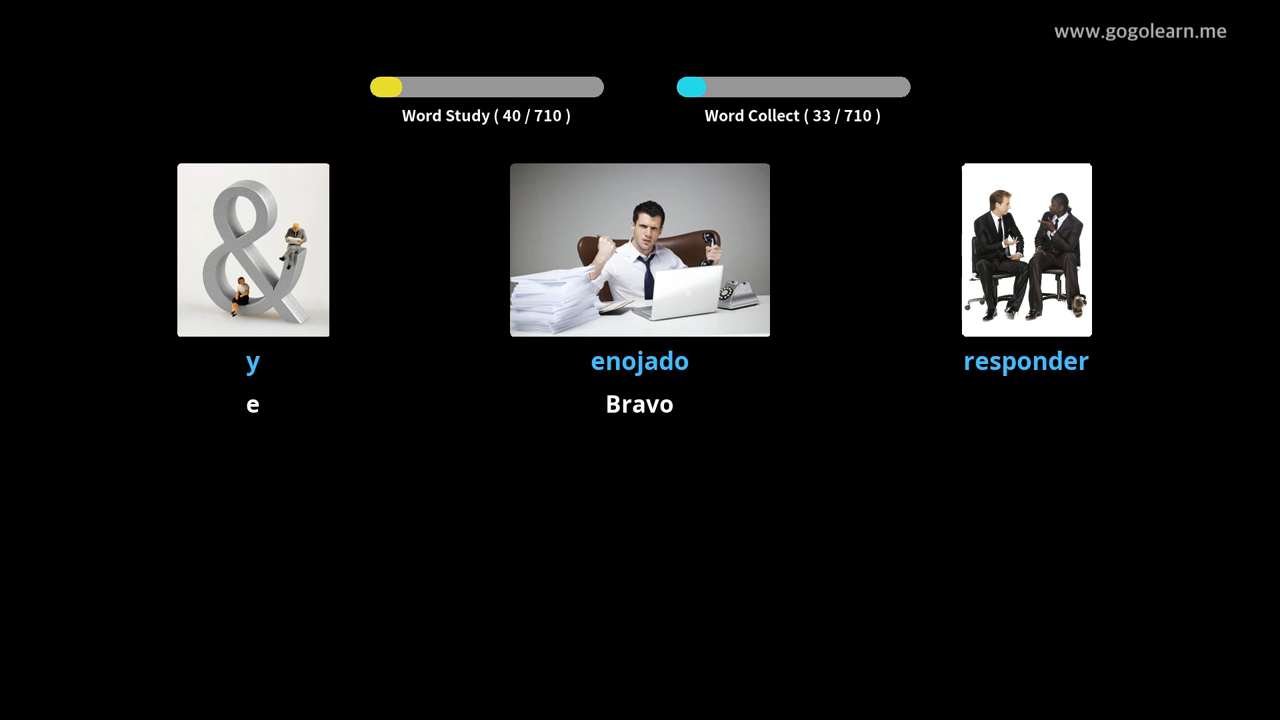 www.gogolearn.me
Word Study ( 40 / 710 )
Word Collect ( 33 / 710 )
y
enojado
responder
e
Bravo